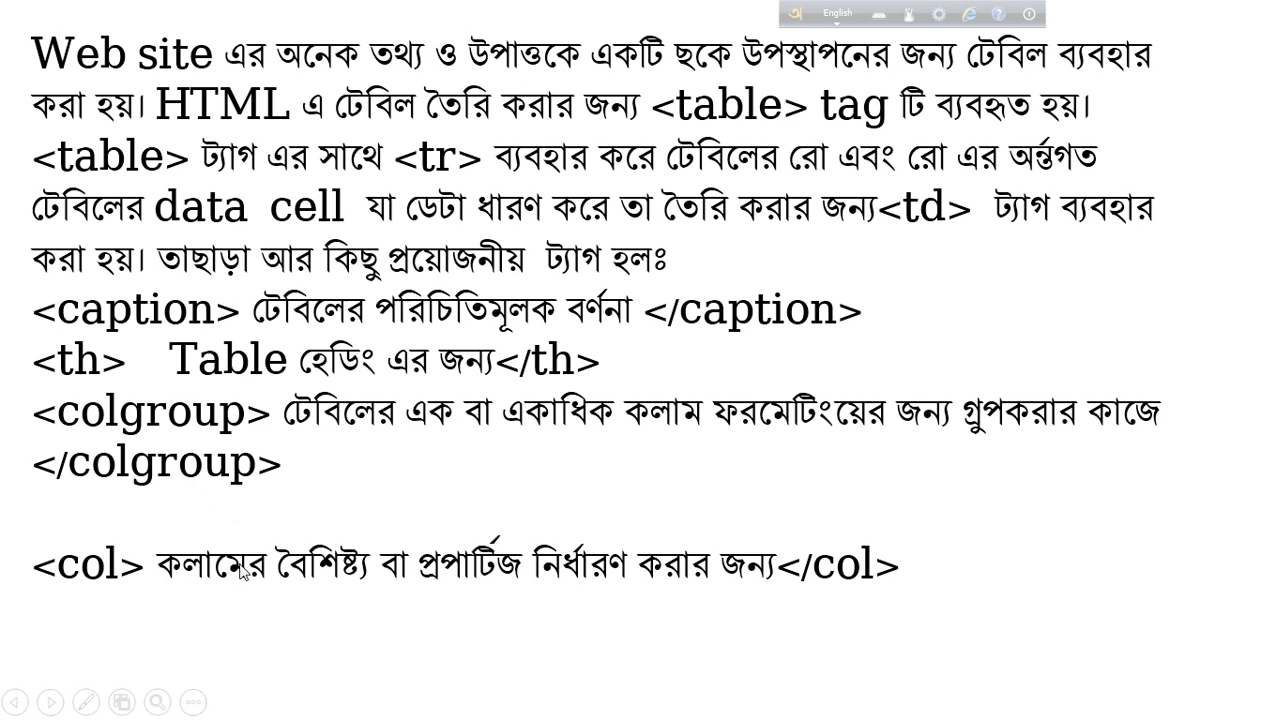 English
Web site এর অনেক তথ্য ও উপাত্তকে একটি ছকে উপস্থাপনের জন্য টেবিল ব্যবহার
করা হয়। HTML এ টেবিল তৈরি করার জন্য <table> tag টি ব্যবহৃত হয়।
<table> ট্যাগ এর সাথে <tr> ব্যবহার করে টেবিলের রো এবং রো এর অর্ন্তগত
টেবিলের data cell যা ডেটা ধারণ করে তা তৈরি করার জন্য<td> ট্যাগ ব্যবহার
করা হয়। তাছাড়া আর কিছু প্রয়োজনীয় ট্যাগ হলঃ
<caption> টেবিলের পরিচিতিমূলক বর্ণনা </caption>
<th> Table হেডিং এর জন্য</th>
<colgroup> টেবিলের এক বা একাধিক কলাম ফরমেটিংয়ের জন্য গ্রুপকরার কাজে
</colgroup>
<col> কলামের বৈশিষ্ট্য বা প্রপার্টিজ নির্ধারণ করার জন্য</col>